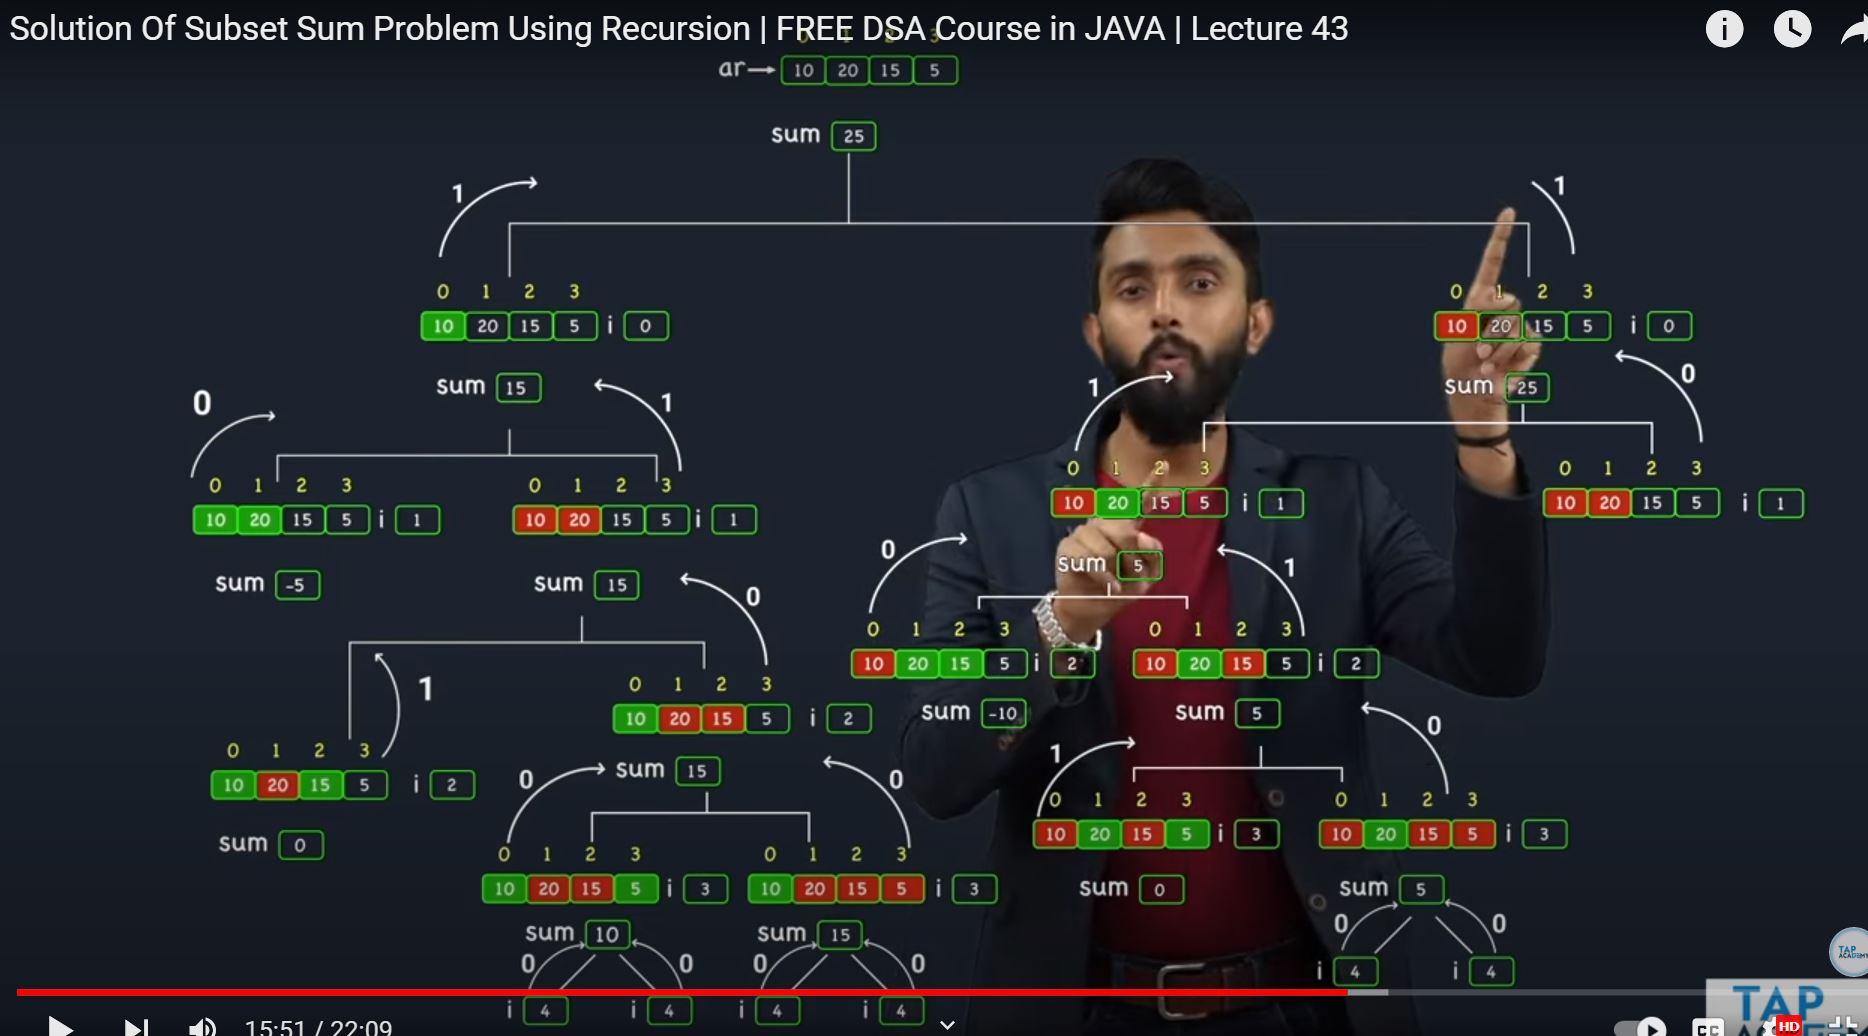 Solution Of Subset Sum Problem Using Recursion | FREE DSA Course in JAVA | Lecture 43
ar 10 20 15 5
sum 25
1
1
0 1 2 3
10 20 15 5 i 0
sum 15
0 1 2 3
10 20 15 5 i 0
sum 25
0
1
1
0
0 1 2 3
10 20 15 5 i 1
sum -5
0 1 2 3
10 20 15 5 i 1
sum 15
0 1 2 3
10 20 15 5 i 1
sum 5
0 1 2 3
10 20 15 5 i 1
1
0
0
1
0 1 2 3
10 20 15 5 i 2
sum 0
0 1 2 3
10 20 15 5 i 2
sum 15
0 1 2 3
10 20 15 5 i 2
sum -10
0 1 2 3
10 20 15 5 i 2
sum 5
0
0
1
0
0 1 2 3
10 20 15 5 i 3
sum 10
0 1 2 3
10 20 15 5 i 3
sum 15
0 1 2 3
10 20 15 5 i 3
sum 0
0 1 2 3
10 20 15 5 i 3
sum 5
0 0
0 0
0 0
i 4 i 4
i 4 i 4
i 4 i 4
TAP
ACADEMY
TAP
15:51 / 22:09
CC
HD